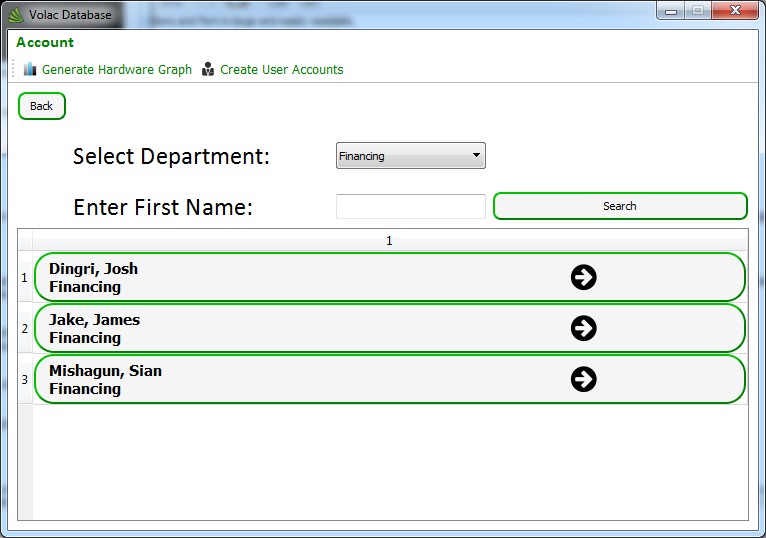 Volac Database
Account
Generate Hardware Graph Create User Accounts
Back
Select Department: Financing
Enter First Name: Search
1
1 Dingri, Josh
Financing
2 Jake, James
Financing
3 Mishagun, Sian
Financing